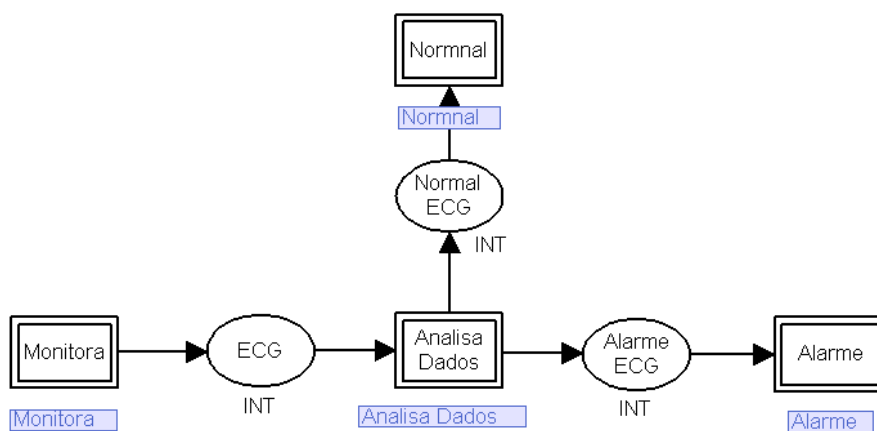 Normnal
Normnal
Normal
ECG
INT
Monitora
ECG
Analisa
Dados
Alarme
ECG
Alarme
INT
INT
Monitora
Analisa Dados
Alarme